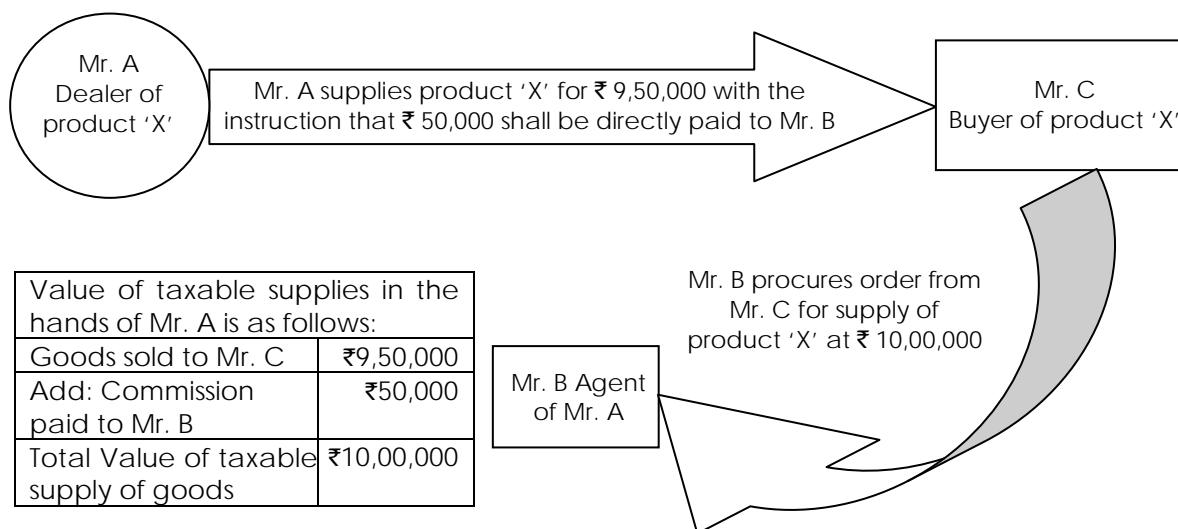 Mr. A
Dealer of
product ‘X’
Mr. A supplies product ‘X’ for ₹ 9,50,000 with the
instruction that ₹ 50,000 shall be directly paid to Mr. B
Mr. C
Buyer of product ‘X’
Mr. B procures order from
Mr. C for supply of
product ‘X’ at ₹ 10,00,000
Mr. B Agent
of Mr. A
Value of taxable supplies in the
hands of Mr. A is as follows:
Goods sold to Mr. C ₹9,50,000
Add: Commission ₹50,000
paid to Mr. B
Total Value of taxable ₹10,00,000
supply of goods